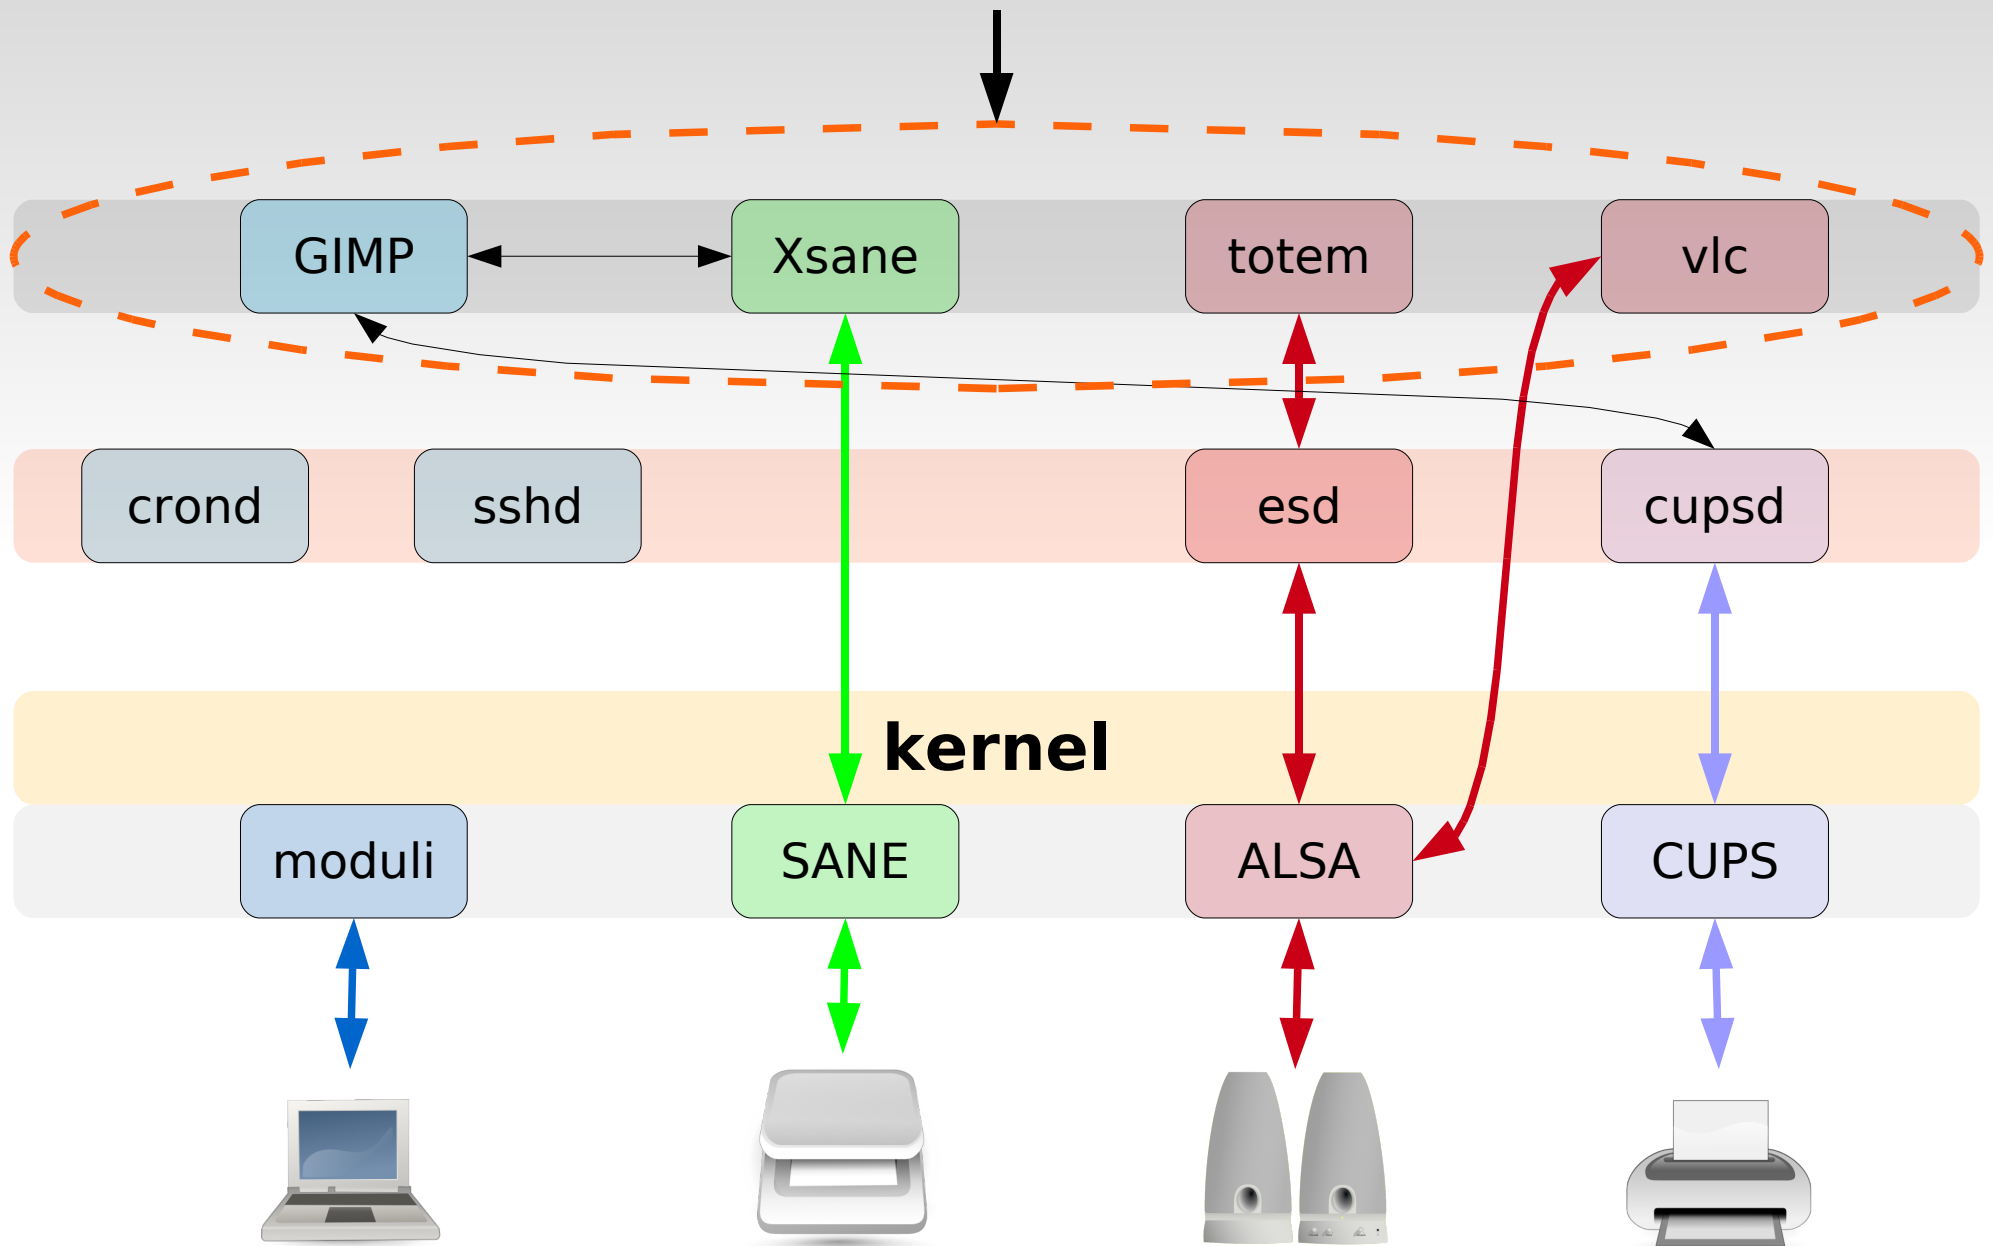 GIMP
Xsane
totem
vlc
crond
sshd
esd
cupsd
kernel
moduli
SANE
ALSA
CUPS